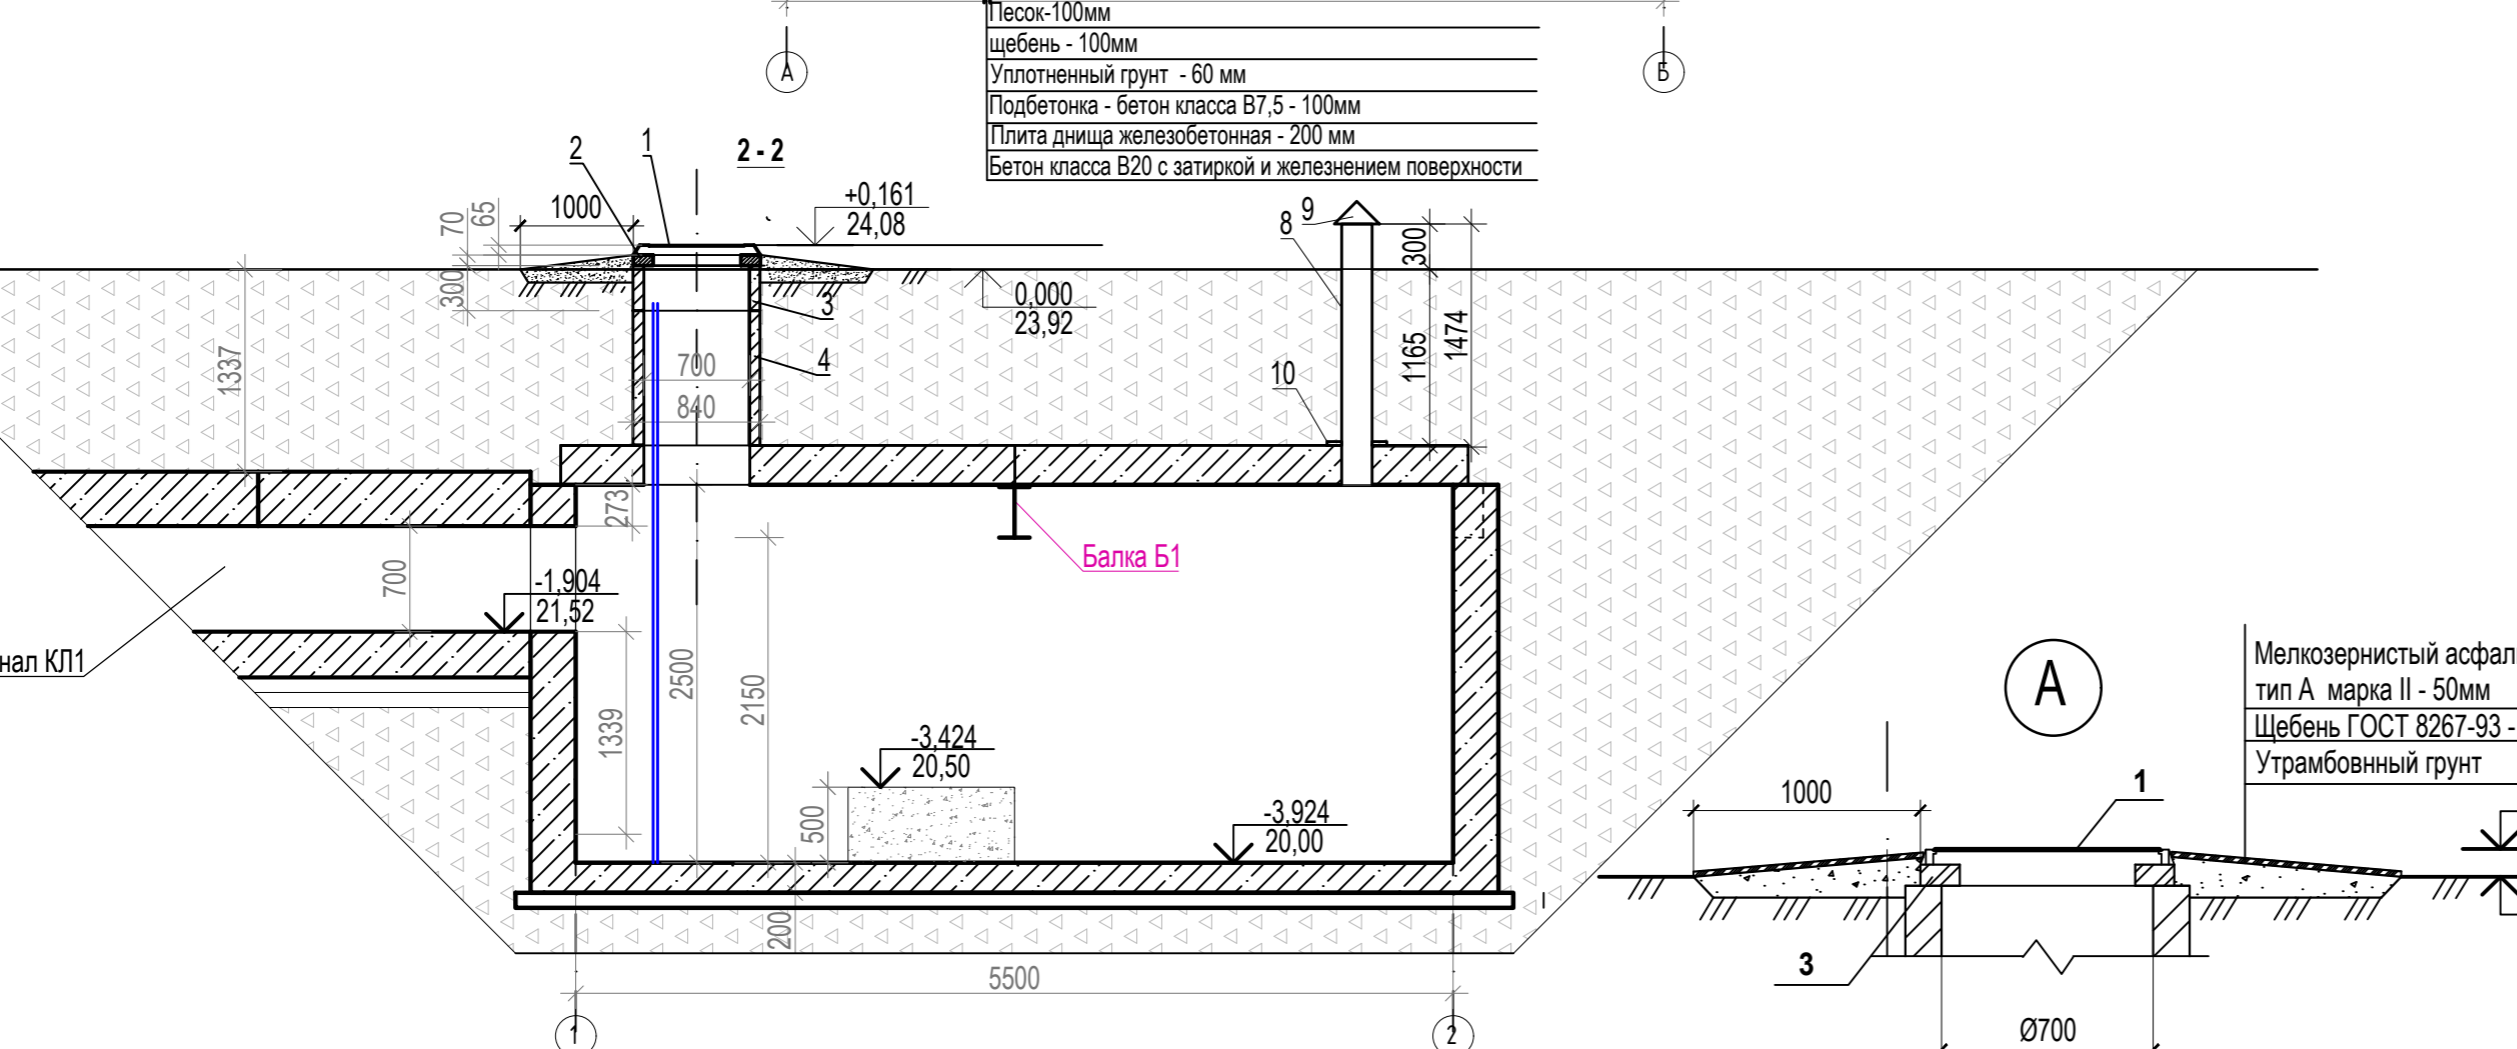 Песок-100мм
щебень - 100мм
Уплотненный грунт - 60 мм
Подбетонка - бетон класса В7,5 - 100мм
Плита днища железобетонная - 200 мм
Бетон класса В20 с затиркой и железнением поверхности
А
Б
2 - 2
2
1
1000
+0,161
24,08
70
65
300
8
9
300
0,000
23,92
3
1337
700
4
1165
1474
840
10
273
Балка Б1
700
-1,904
21,52
нал КЛ1
1339
2500
2150
-3,424
20,50
500
-3,924
20,00
200
5500
1
2
А
Мелкозернистый асфал
тип А марка II - 50мм
Щебень ГОСТ 8267-93 -
Утрамбовнный грунт
1000
1
3
Ø700